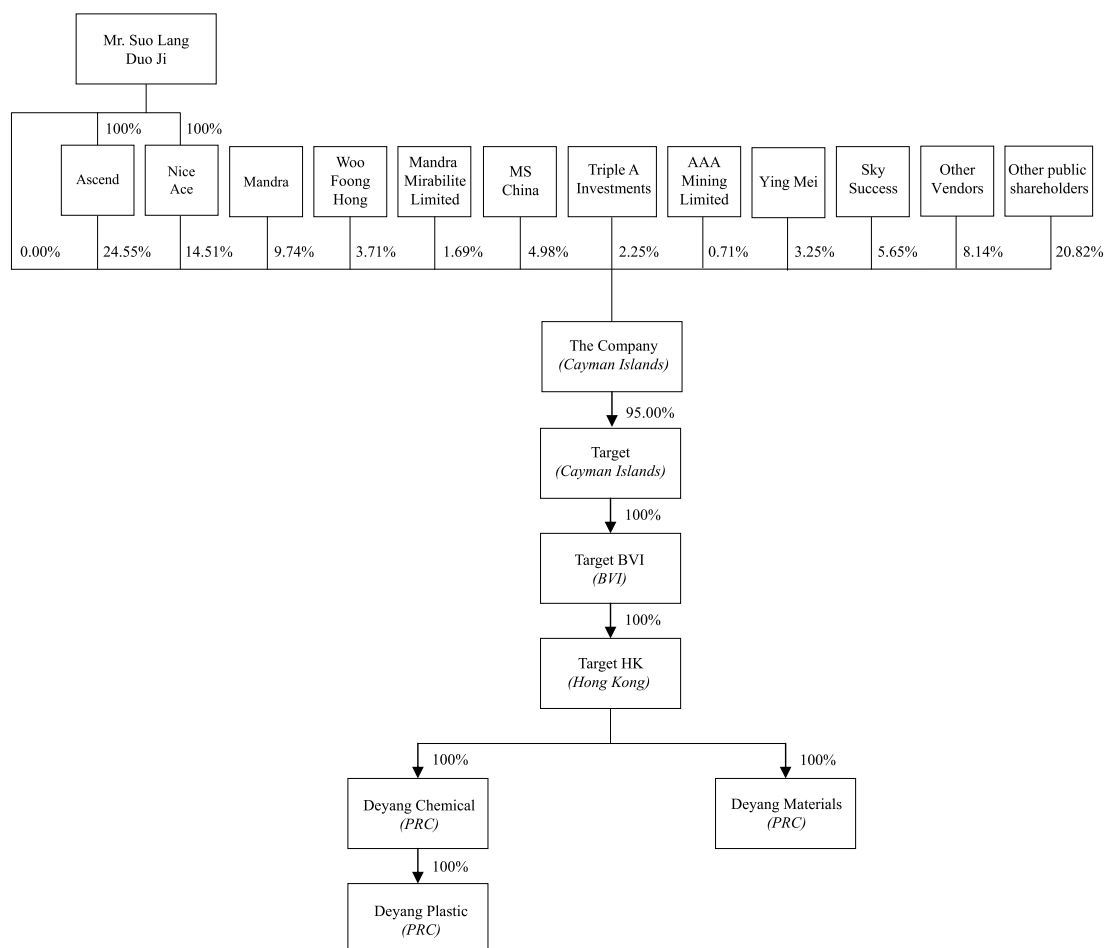 Mr. Suo Lang
Duo Ji
100%
100%
Ascend
Nice
Ace
Mandra
Woo
Foong
Hong
Mandra
Mirabilite
Limited
MS
China
Triple A
Investments
AAA
Mining
Limited
Ying Mei
Sky
Success
Other
Vendors
Other public
shareholders
0.00%
24.55%
14.51%
9.74%
3.71%
1.69%
4.98%
2.25%
0.71%
3.25%
5.65%
8.14%
20.82%
The Company
(Cayman Islands)
95.00%
Target
(Cayman Islands)
100%
Target BVI
(BVI)
100%
Target HK
(Hong Kong)
100%
100%
Deyang Chemical
(PRC)
Deyang Materials
(PRC)
100%
Deyang Plastic
(PRC)